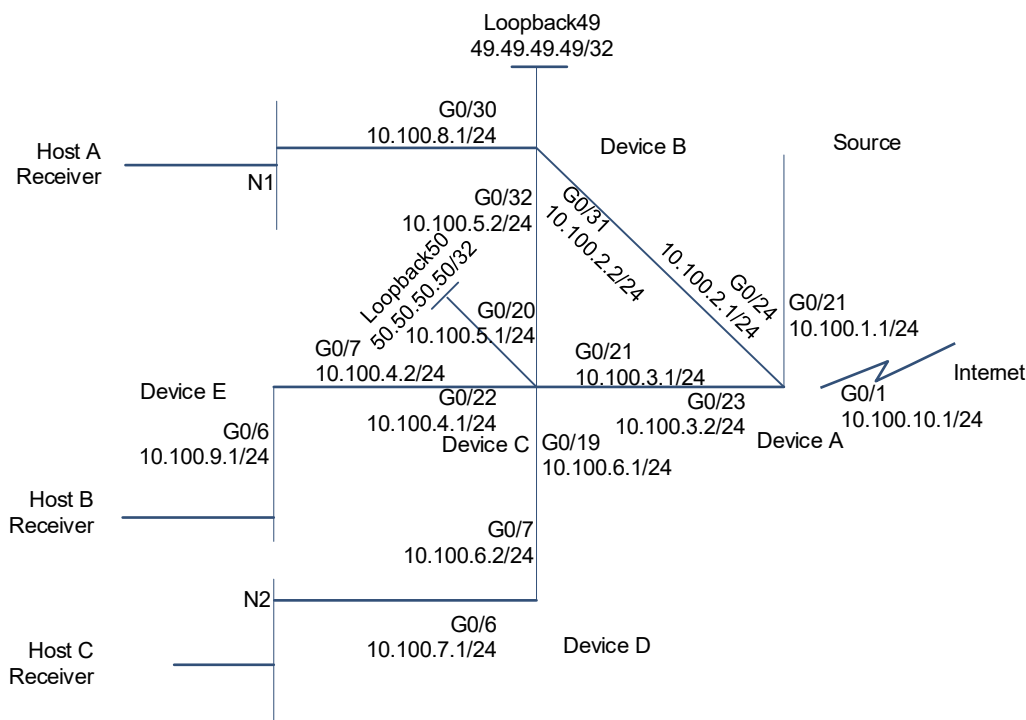 Loopback49
49.49.49.49/32
G0/30
10.100.8.1/24
Device B
Source
Host A
Receiver
N1
G0/32
10.100.5.2/24
G0/31
10.100.2.2/24
G0/24
10.100.2.1/24
Loopback50
50.50.50.50/32
G0/20
10.100.5.1/24
G0/21
10.100.1.1/24
G0/7
10.100.4.2/24
G0/21
10.100.3.1/24
Internet
Device E
G0/22
10.100.4.1/24
G0/23
10.100.3.2/24
G0/1
10.100.10.1/24
Device A
Device C
G0/19
10.100.6.1/24
G0/6
10.100.9.1/24
Host B
Receiver
G0/7
10.100.6.2/24
N2
G0/6
10.100.7.1/24
Device D
Host C
Receiver